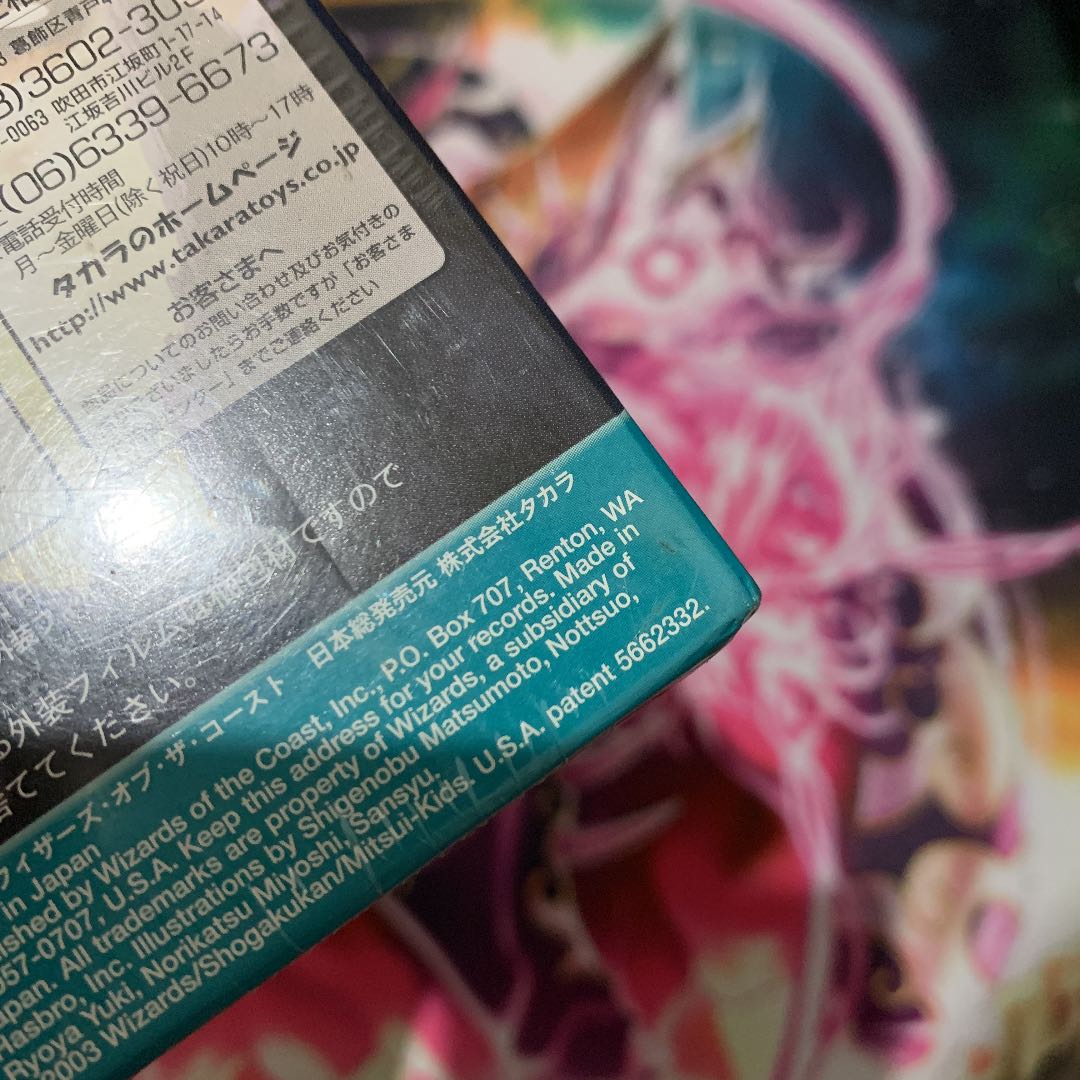 葛飾区青戸
)3602-30
-0063 吹田市江坂町1-17-14
江坂吉川ビル2F
(06)6339-6673
電話受付時間
月～金曜日(除く祝日)10時～17時
タカラのホームページ
http://www.takaratoys.co.jp
お客さまへ
商品についてのお問い合わせ及びお気付きの
ございましたらお手数ですが「お客さま
」までご連絡ください
外装フィルムは ですので
捨ててください。
ウィザーズ・オブ・ザ・コースト 日本総発売元 株式会社タカラ
in Japan
lished by Wizards of the Coast, Inc., P.O. Box 707, Renton, WA
057-0707, U.S.A. Keep this address for your records. Made in
apan. All trademarks are property of Wizards, a subsidiary of
Hasbro, Inc. Illustrations by Shigenobu Matsumoto, Nottsuo,
Ryoya Yuki, Norikatsu Miyoshi, Sansyu.
2003 Wizards/Shogakukan/Mitsui-Kids. U.S.A. patent 5662332.